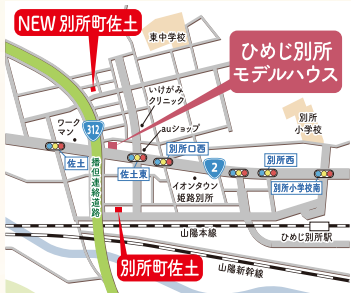 NEW 別所町佐土
東中学校
ひめじ別所
モデルハウス
いけがみ
クリニック
別所
小学校
ワーク
マン
312
auショップ
別所口西
2
別所西
佐土
佐土東
イオンタウン
姫路別所
別所小学校南
播但連絡道路
山陽本線
ひめじ別所駅
別所町佐土
山陽新幹線